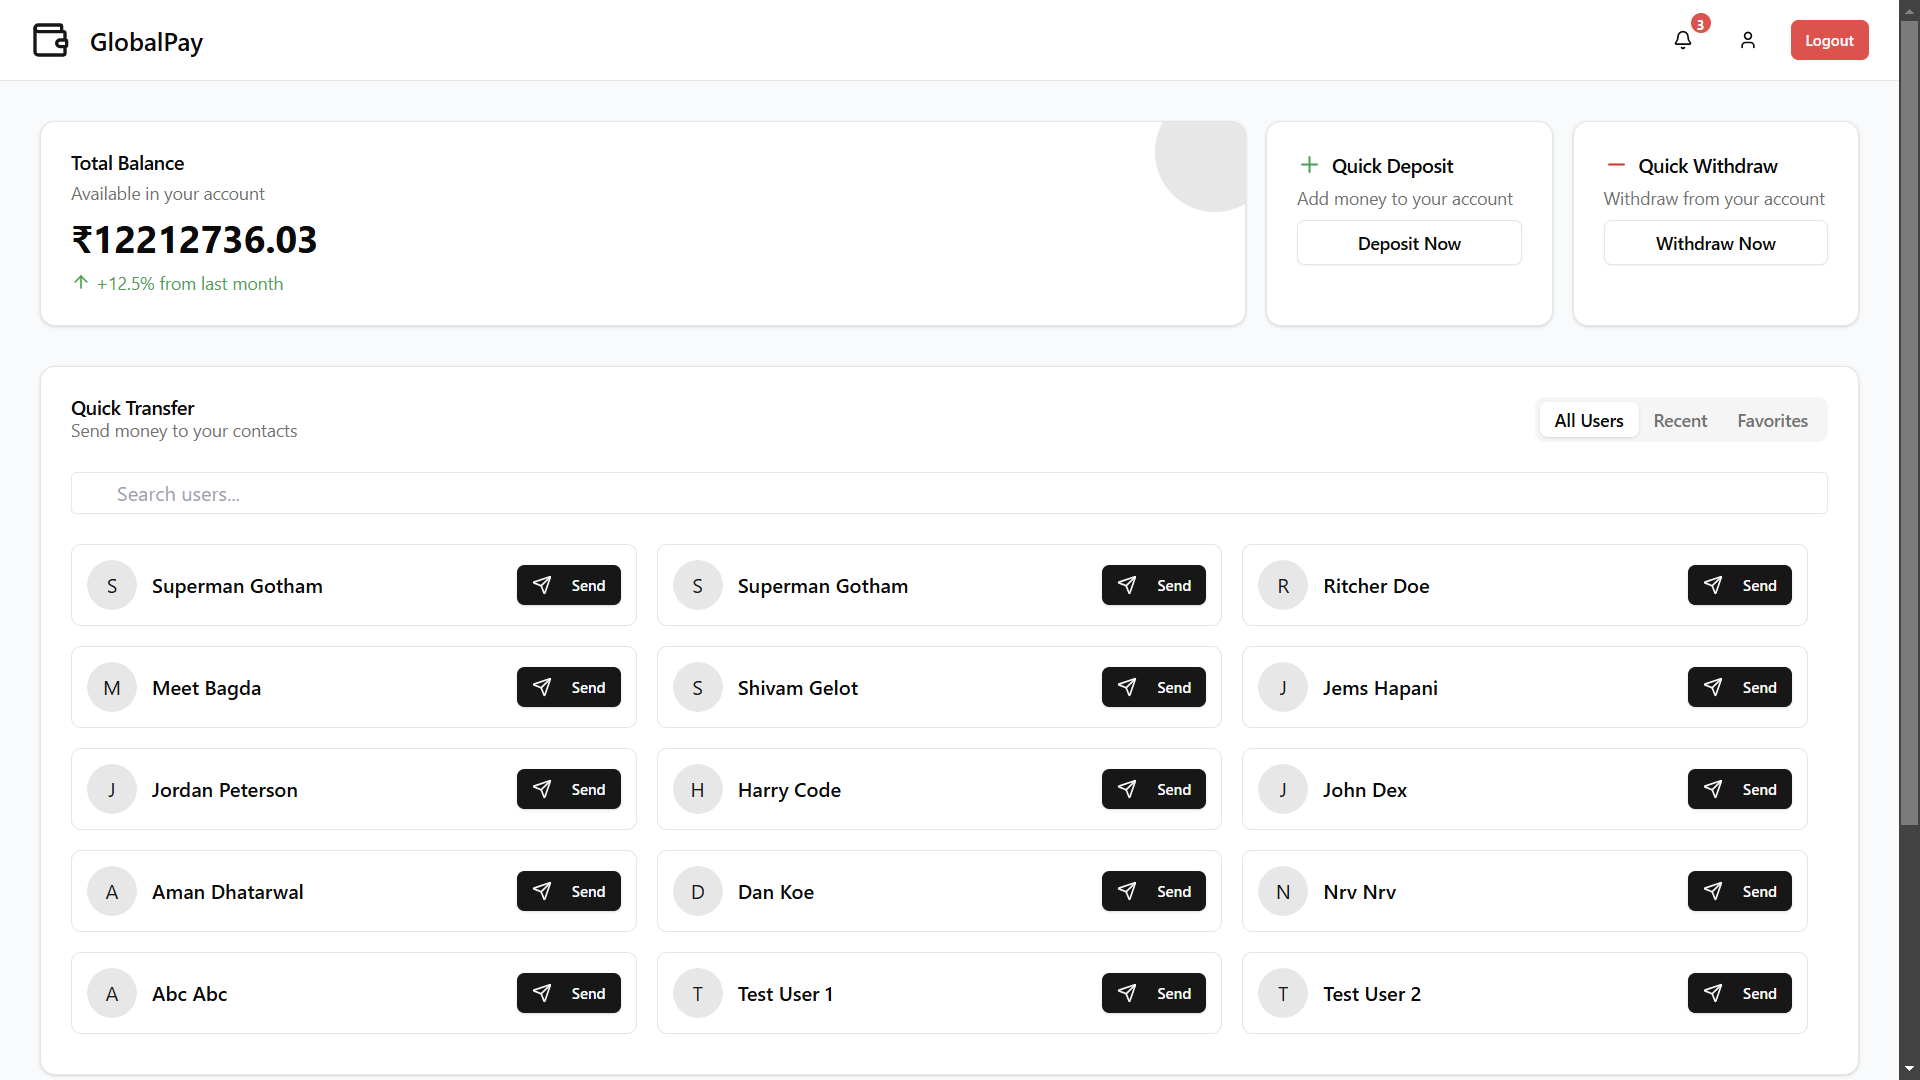 GlobalPay
3
Logout
Total Balance
Available in your account
₹12212736.03
+12.5% from last month
Quick Deposit
Add money to your account
Deposit Now
Quick Withdraw
Withdraw from your account
Withdraw Now
Quick Transfer
Send money to your contacts
All Users Recent Favorites
Search users...
S Superman Gotham Send
S Superman Gotham Send
R Ritcher Doe Send
M Meet Bagda Send
S Shivam Gelot Send
J Jems Hapani Send
J Jordan Peterson Send
H Harry Code Send
J John Dex Send
A Aman Dhatarwal Send
D Dan Koe Send
N Nrv Nrv Send
A Abc Abc Send
T Test User 1 Send
T Test User 2 Send